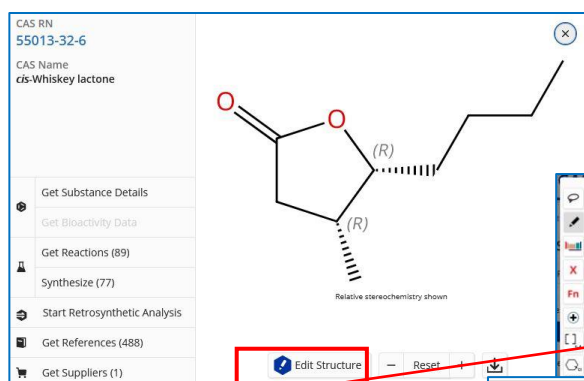 CAS RN
55013-32-6
CAS Name
cis-Whiskey lactone
O
O
(R)
(R)
Relative stereochemistry shown
Get Substance Details
Get Bioactivity Data
Get Reactions (89)
Synthesize (77)
Start Retrosynthetic Analysis
Get References (488)
Get Suppliers (1)
Edit Structure
− Reset +
X
Fn